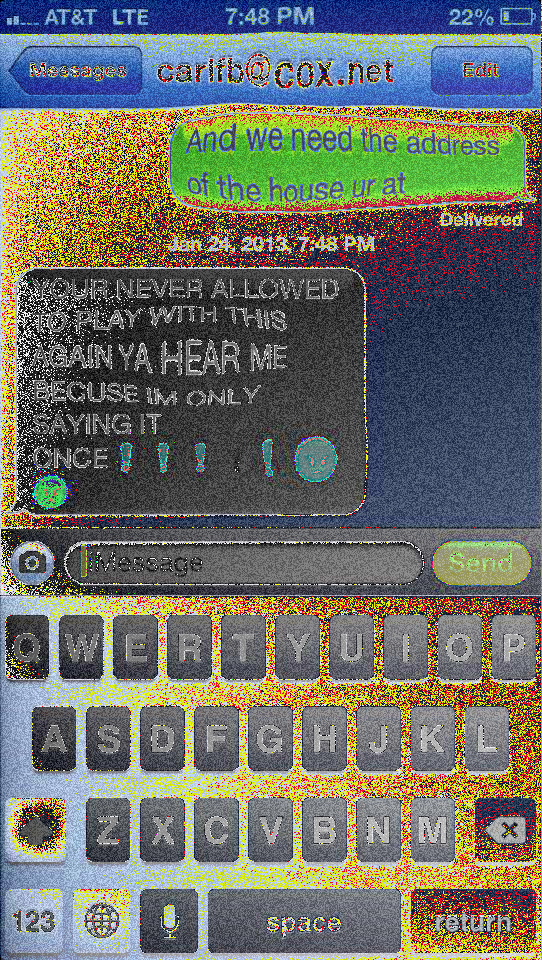 AT&T LTE 7:48 PM 22%
Messages carifb@cox.net Edit
And we need the address
of the house ur at
Delivered
Jan 24, 2013, 7:48 PM
YOUR NEVER ALLOWED
TO PLAY WITH THIS
AGAIN YA HEAR ME
BECUSE IM ONLY
SAYING IT
ONCE❗❗❗❗❗
iMessage Send
Q W E R T Y U I O P
A S D F G H J K L
Z X C V B N M
123 space return